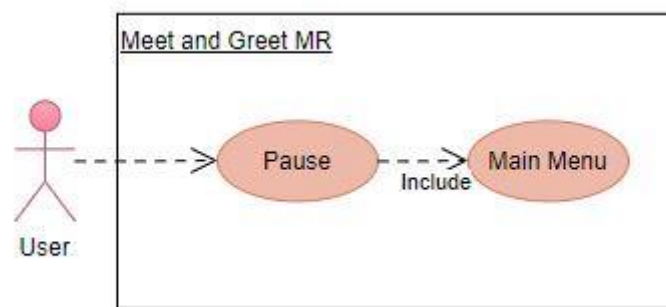 Meet and Greet MR
Pause
Include
Main Menu
User